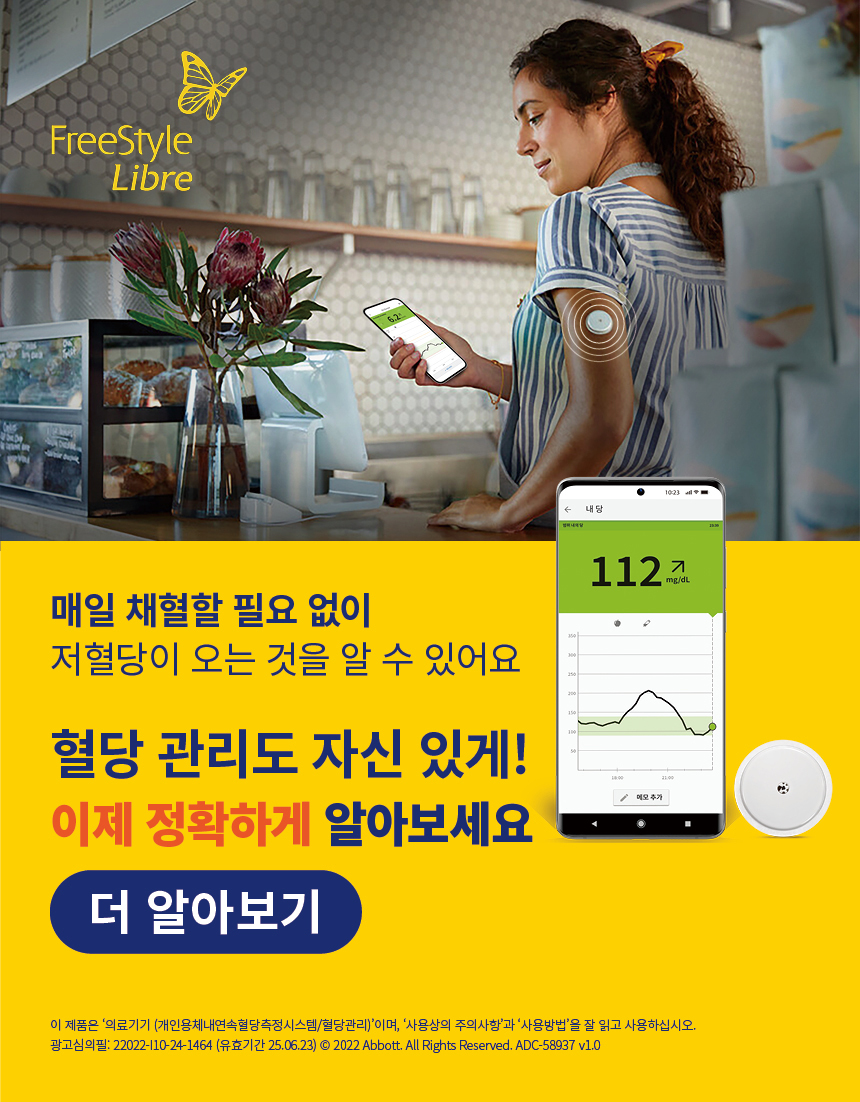 FreeStyle
Libre
6.2
10:23
내 당
112
mg/dL
350
300
250
200
150
100
50
18:00
21:00
메모 추가
매일 채혈할 필요 없이
저혈당이 오는 것을 알 수 있어요
혈당 관리도 자신 있게!
이제 정확하게 알아보세요
더 알아보기
이 제품은 ‘의료기기 (개인용체내연속혈당측정시스템/혈당관리)’이며, ‘사용상의 주의사항’과 ‘사용방법’을 잘 읽고 사용하십시오.
광고심의필: 22022-I10-24-1464 (유효기간 25.06.23) © 2022 Abbott. All Rights Reserved. ADC-58937 v1.0